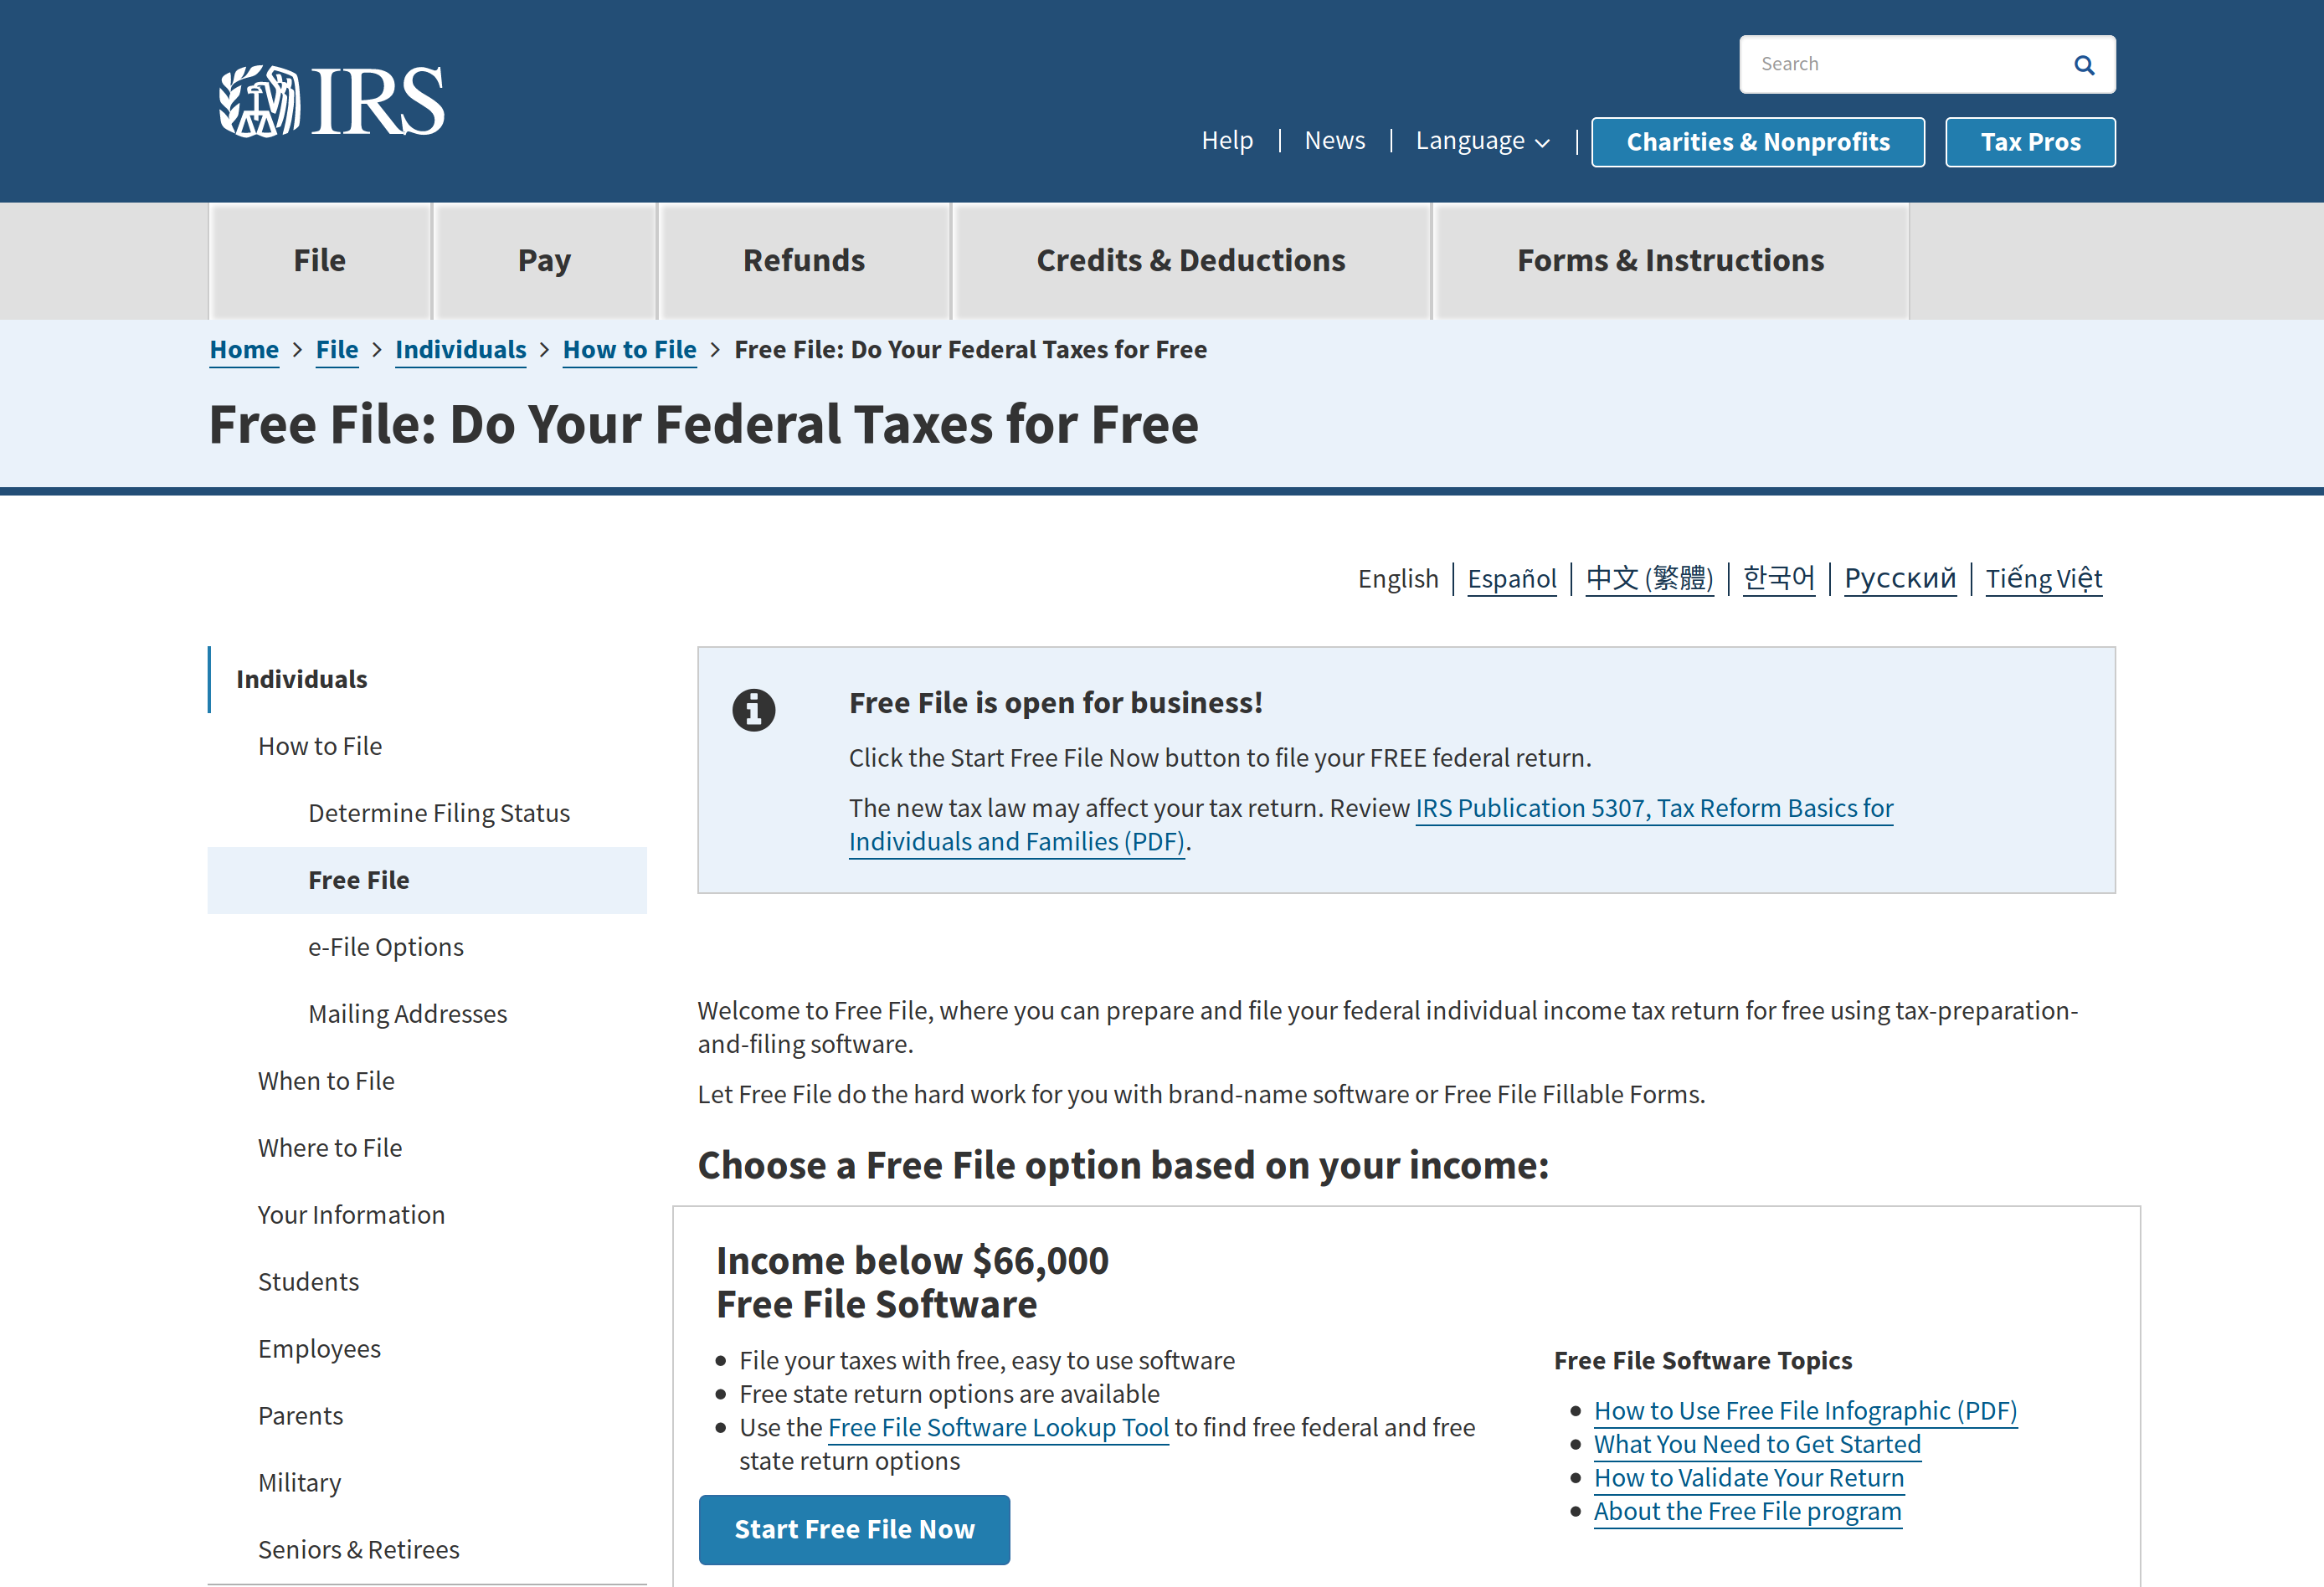 IRS
Search
Help
News
Language
Charities & Nonprofits
Tax Pros
File
Pay
Refunds
Credits & Deductions
Forms & Instructions
Home > File > Individuals > How to File > Free File: Do Your Federal Taxes for Free
Free File: Do Your Federal Taxes for Free
English | Español | 中文 (繁體) | 한국어 | Русский | Tiếng Việt
Individuals
How to File
Determine Filing Status
Free File
e-File Options
Mailing Addresses
When to File
Where to File
Your Information
Students
Employees
Parents
Military
Seniors & Retirees
Free File is open for business!
Click the Start Free File Now button to file your FREE federal return.
The new tax law may affect your tax return. Review IRS Publication 5307, Tax Reform Basics for
Individuals and Families (PDF).
Welcome to Free File, where you can prepare and file your federal individual income tax return for free using tax-preparation-
and-filing software.
Let Free File do the hard work for you with brand-name software or Free File Fillable Forms.
Choose a Free File option based on your income:
Income below $66,000
Free File Software
File your taxes with free, easy to use software
Free state return options are available
Use the Free File Software Lookup Tool to find free federal and free
state return options
Start Free File Now
Free File Software Topics
How to Use Free File Infographic (PDF)
What You Need to Get Started
How to Validate Your Return
About the Free File program